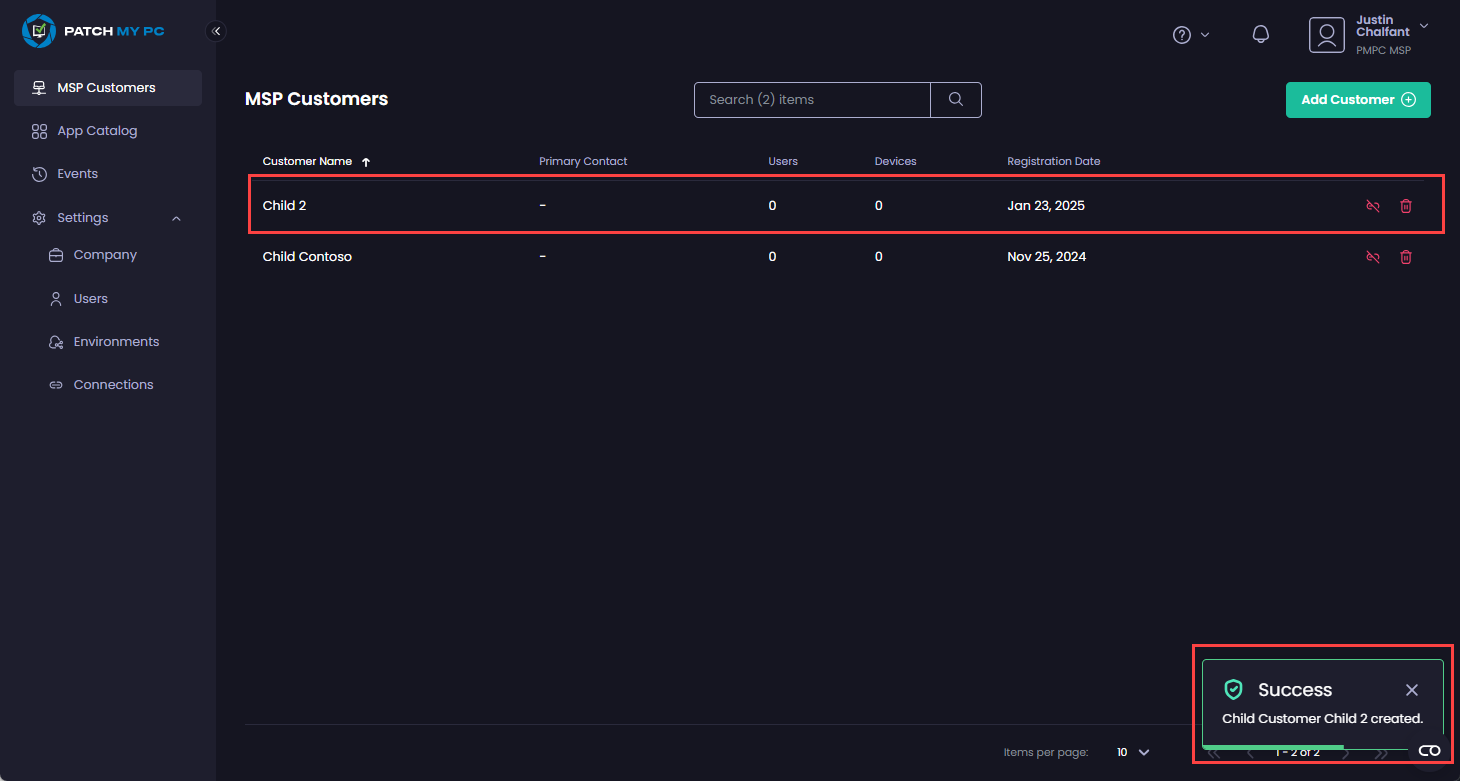 PATCH MY PC
Justin
Chalfant
PMPC MSP
MSP Customers
App Catalog
Events
Settings
Company
Users
Environments
Connections
MSP Customers
Search (2) items
Add Customer
Customer Name Primary Contact Users Devices Registration Date
Child 2 - 0 0 Jan 23, 2025
Child Contoso - 0 0 Nov 25, 2024
Success
Child Customer Child 2 created.
Items per page: 10 1 - 2 of 2